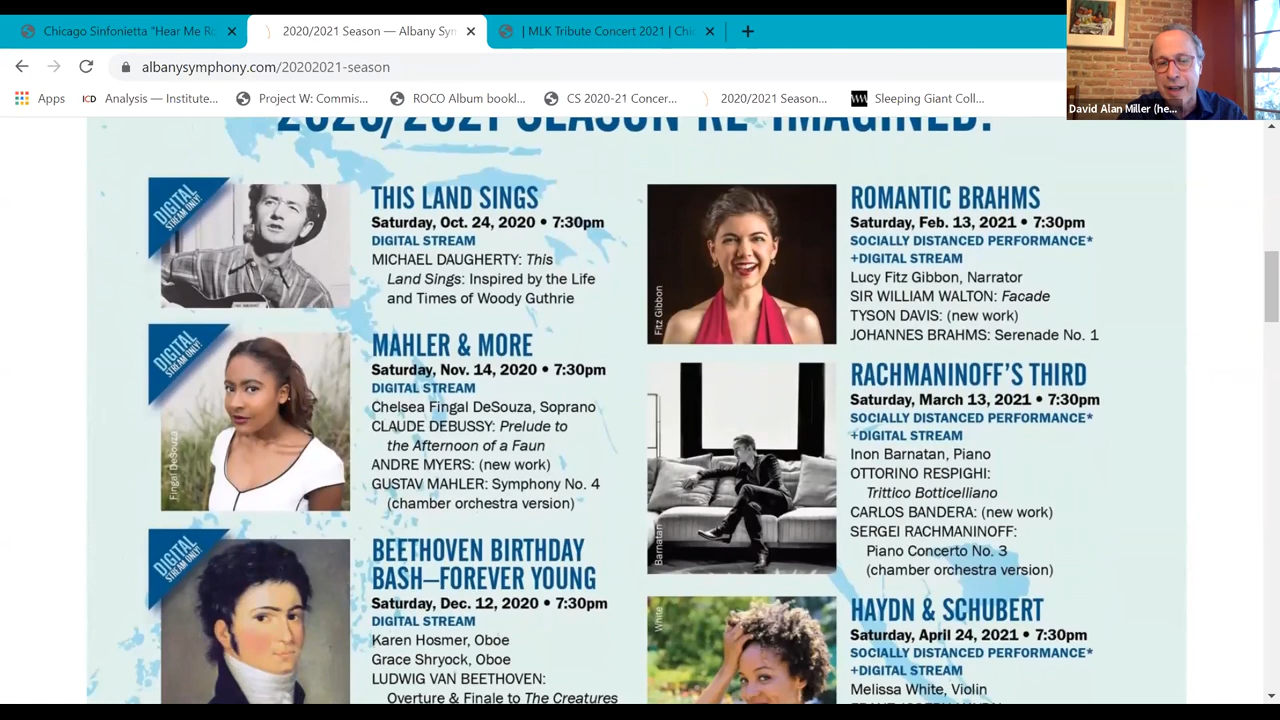 Chicago Sinfonietta "Hear Me R
2020/2021 Season — Albany Sym
| MLK Tribute Concert 2021 | Chic
albanysymphony.com/20202021-season
Apps
ICD
Analysis — Institute...
Project W: Commis...
ROCO Album bookl...
CS 2020-21 Concer...
2020/2021 Season...
Sleeping Giant Coll...
David Alan Miller (he...
2020/2021 SEASON RE-IMAGINED!
DIGITAL
STREAM ONLY!
THIS LAND SINGS
Saturday, Oct. 24, 2020 • 7:30pm
DIGITAL STREAM
MICHAEL DAUGHERTY: This
Land Sings: Inspired by the Life
and Times of Woody Guthrie
DIGITAL
STREAM ONLY!
Fingal DeSouza
MAHLER & MORE
Saturday, Nov. 14, 2020 • 7:30pm
DIGITAL STREAM
Chelsea Fingal DeSouza, Soprano
CLAUDE DEBUSSY: Prelude to
the Afternoon of a Faun
ANDRE MYERS: (new work)
GUSTAV MAHLER: Symphony No. 4
(chamber orchestra version)
DIGITAL
STREAM ONLY!
BEETHOVEN BIRTHDAY
BASH—FOREVER YOUNG
Saturday, Dec. 12, 2020 • 7:30pm
DIGITAL STREAM
Karen Hosmer, Oboe
Grace Shryock, Oboe
LUDWIG VAN BEETHOVEN:
Overture & Finale to The Creatures
Fitz Gibbon
ROMANTIC BRAHMS
Saturday, Feb. 13, 2021 • 7:30pm
SOCIALLY DISTANCED PERFORMANCE*
+DIGITAL STREAM
Lucy Fitz Gibbon, Narrator
SIR WILLIAM WALTON: Facade
TYSON DAVIS: (new work)
JOHANNES BRAHMS: Serenade No. 1
Barnatan
RACHMANINOFF'S THIRD
Saturday, March 13, 2021 • 7:30pm
SOCIALLY DISTANCED PERFORMANCE*
+DIGITAL STREAM
Inon Barnatan, Piano
OTTORINO RESPIGHI:
Trittico Botticelliano
CARLOS BANDERA: (new work)
SERGEI RACHMANINOFF:
Piano Concerto No. 3
(chamber orchestra version)
White
HAYDN & SCHUBERT
Saturday, April 24, 2021 • 7:30pm
SOCIALLY DISTANCED PERFORMANCE*
+DIGITAL STREAM
Melissa White, Violin